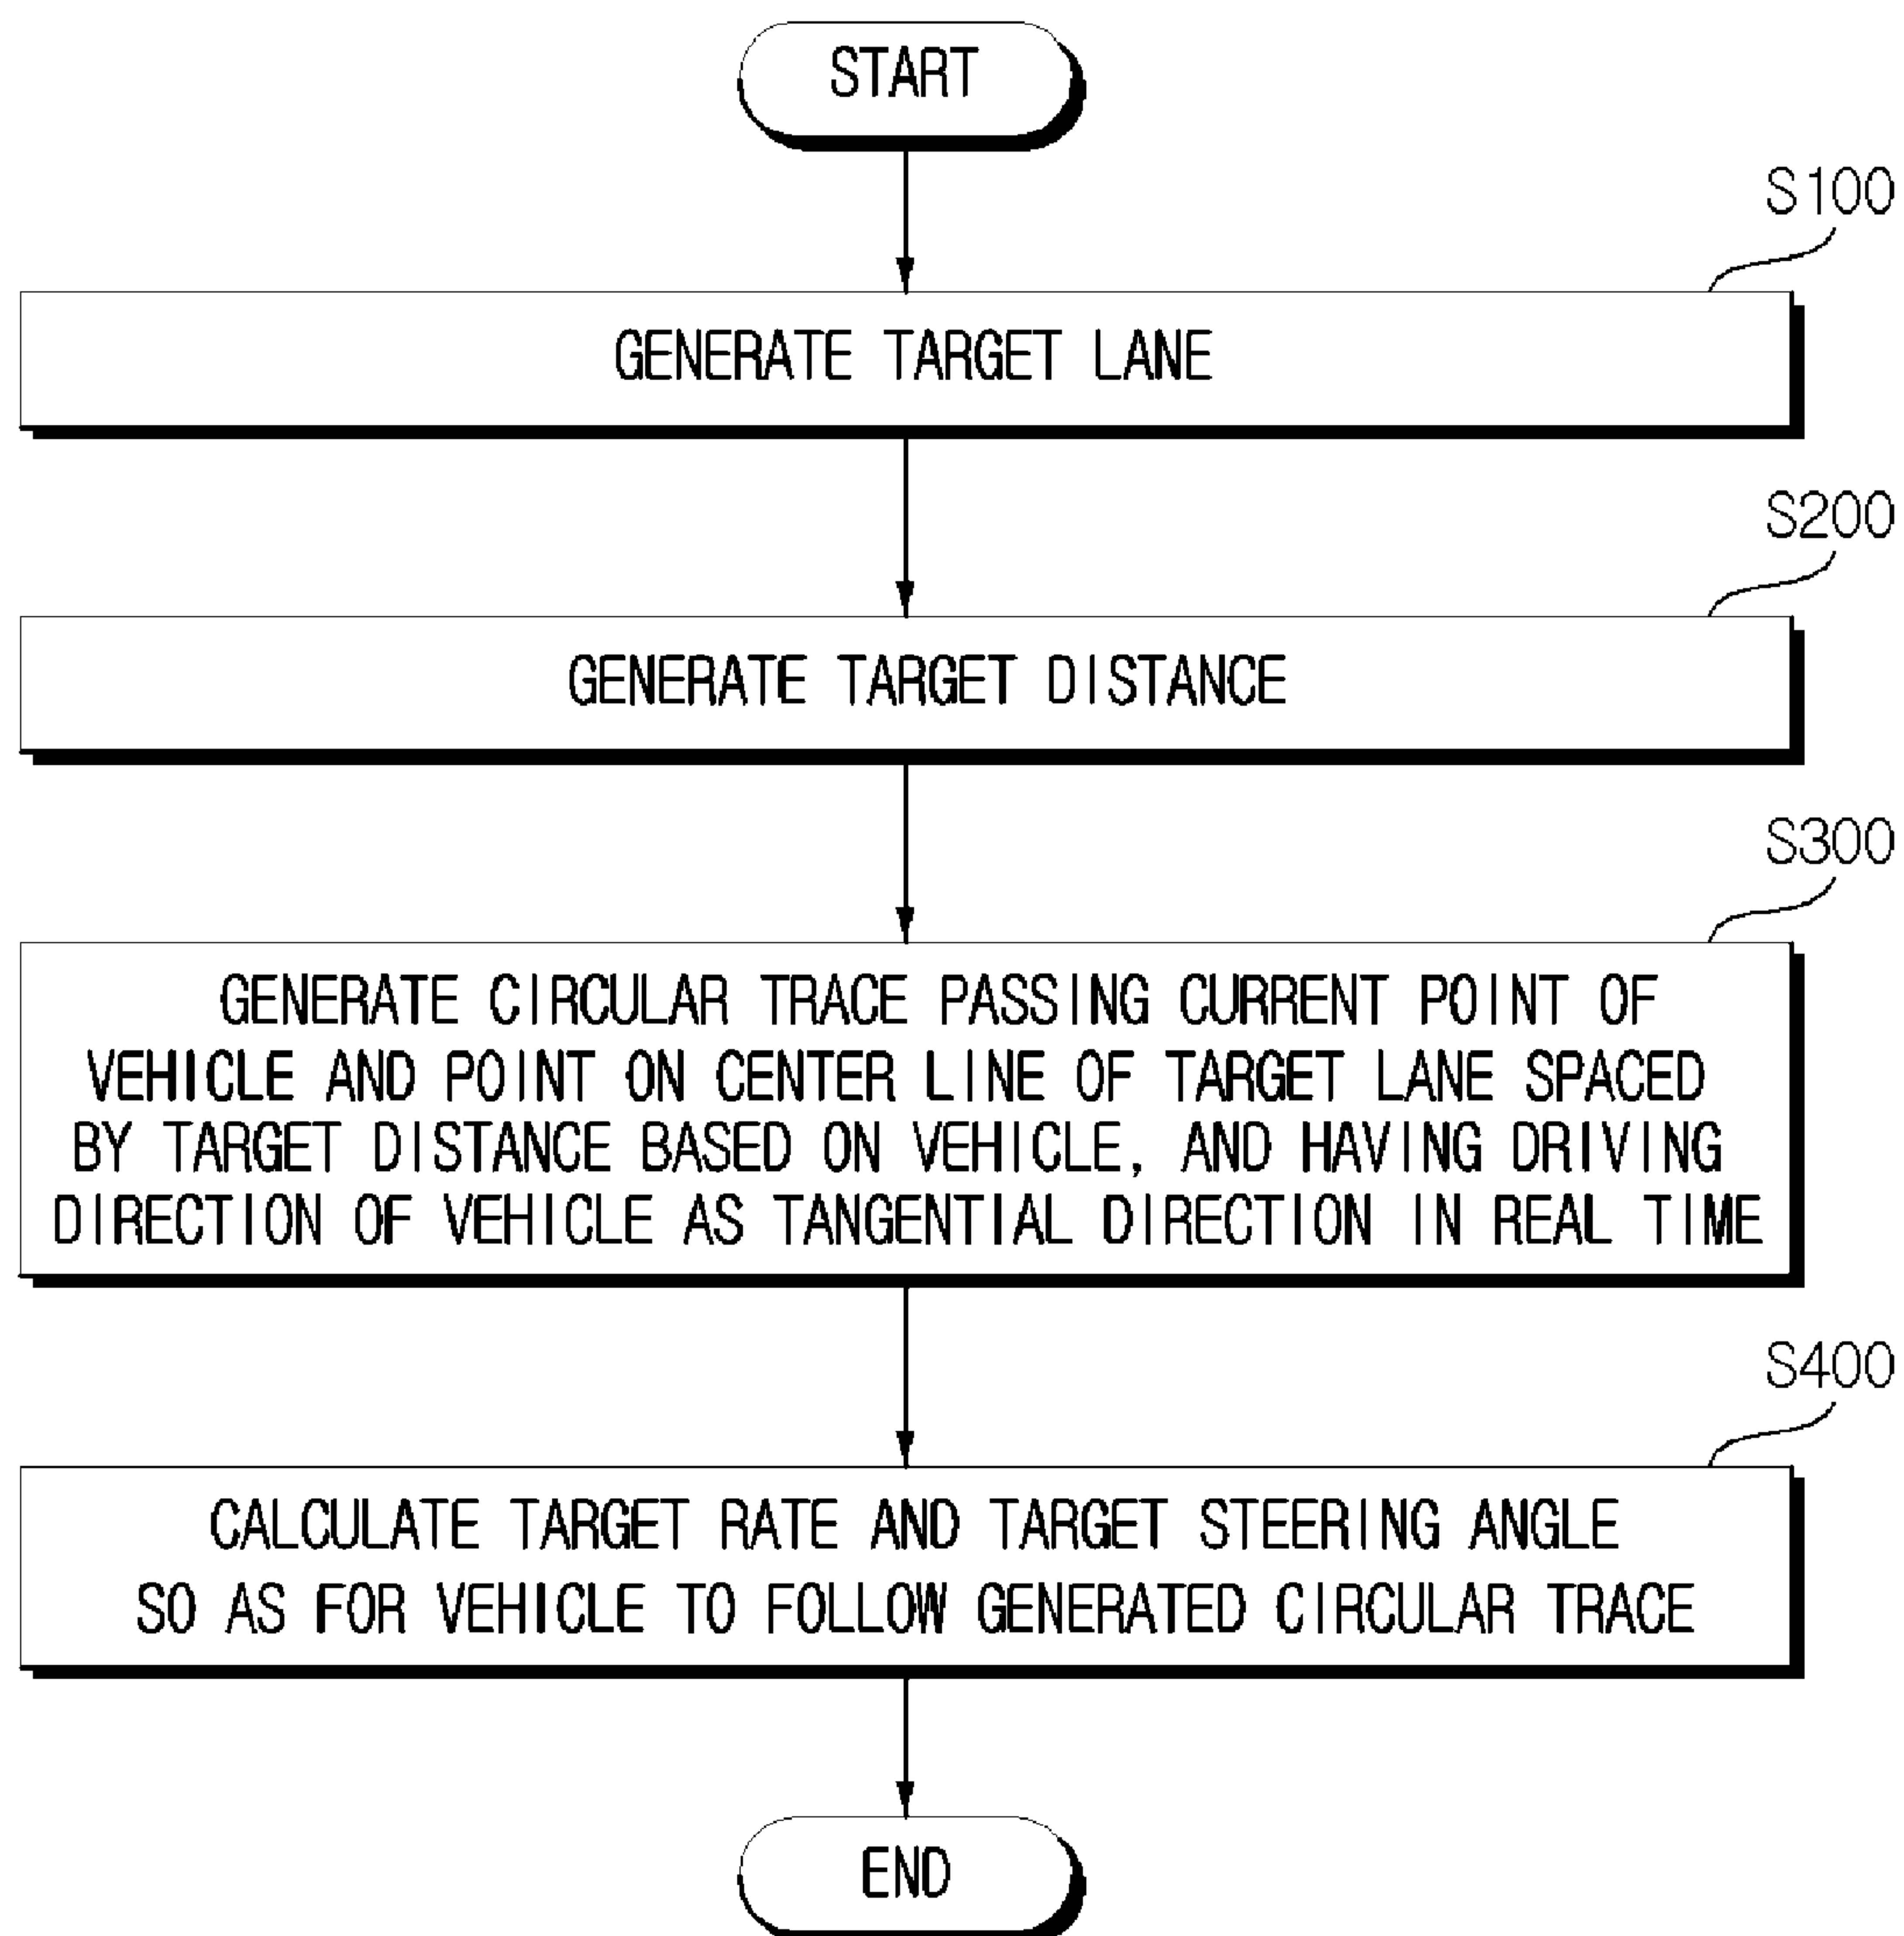 START
S100
GENERATE TARGET LANE
S200
GENERATE TARGET DISTANCE
S300
GENERATE CIRCULAR TRACE PASSING CURRENT POINT OF
VEHICLE AND POINT ON CENTER LINE OF TARGET LANE SPACED
BY TARGET DISTANCE BASED ON VEHICLE, AND HAVING DRIVING
DIRECTION OF VEHICLE AS TANGENTIAL DIRECTION IN REAL TIME
S400
CALCULATE TARGET RATE AND TARGET STEERING ANGLE
SO AS FOR VEHICLE TO FOLLOW GENERATED CIRCULAR TRACE
END